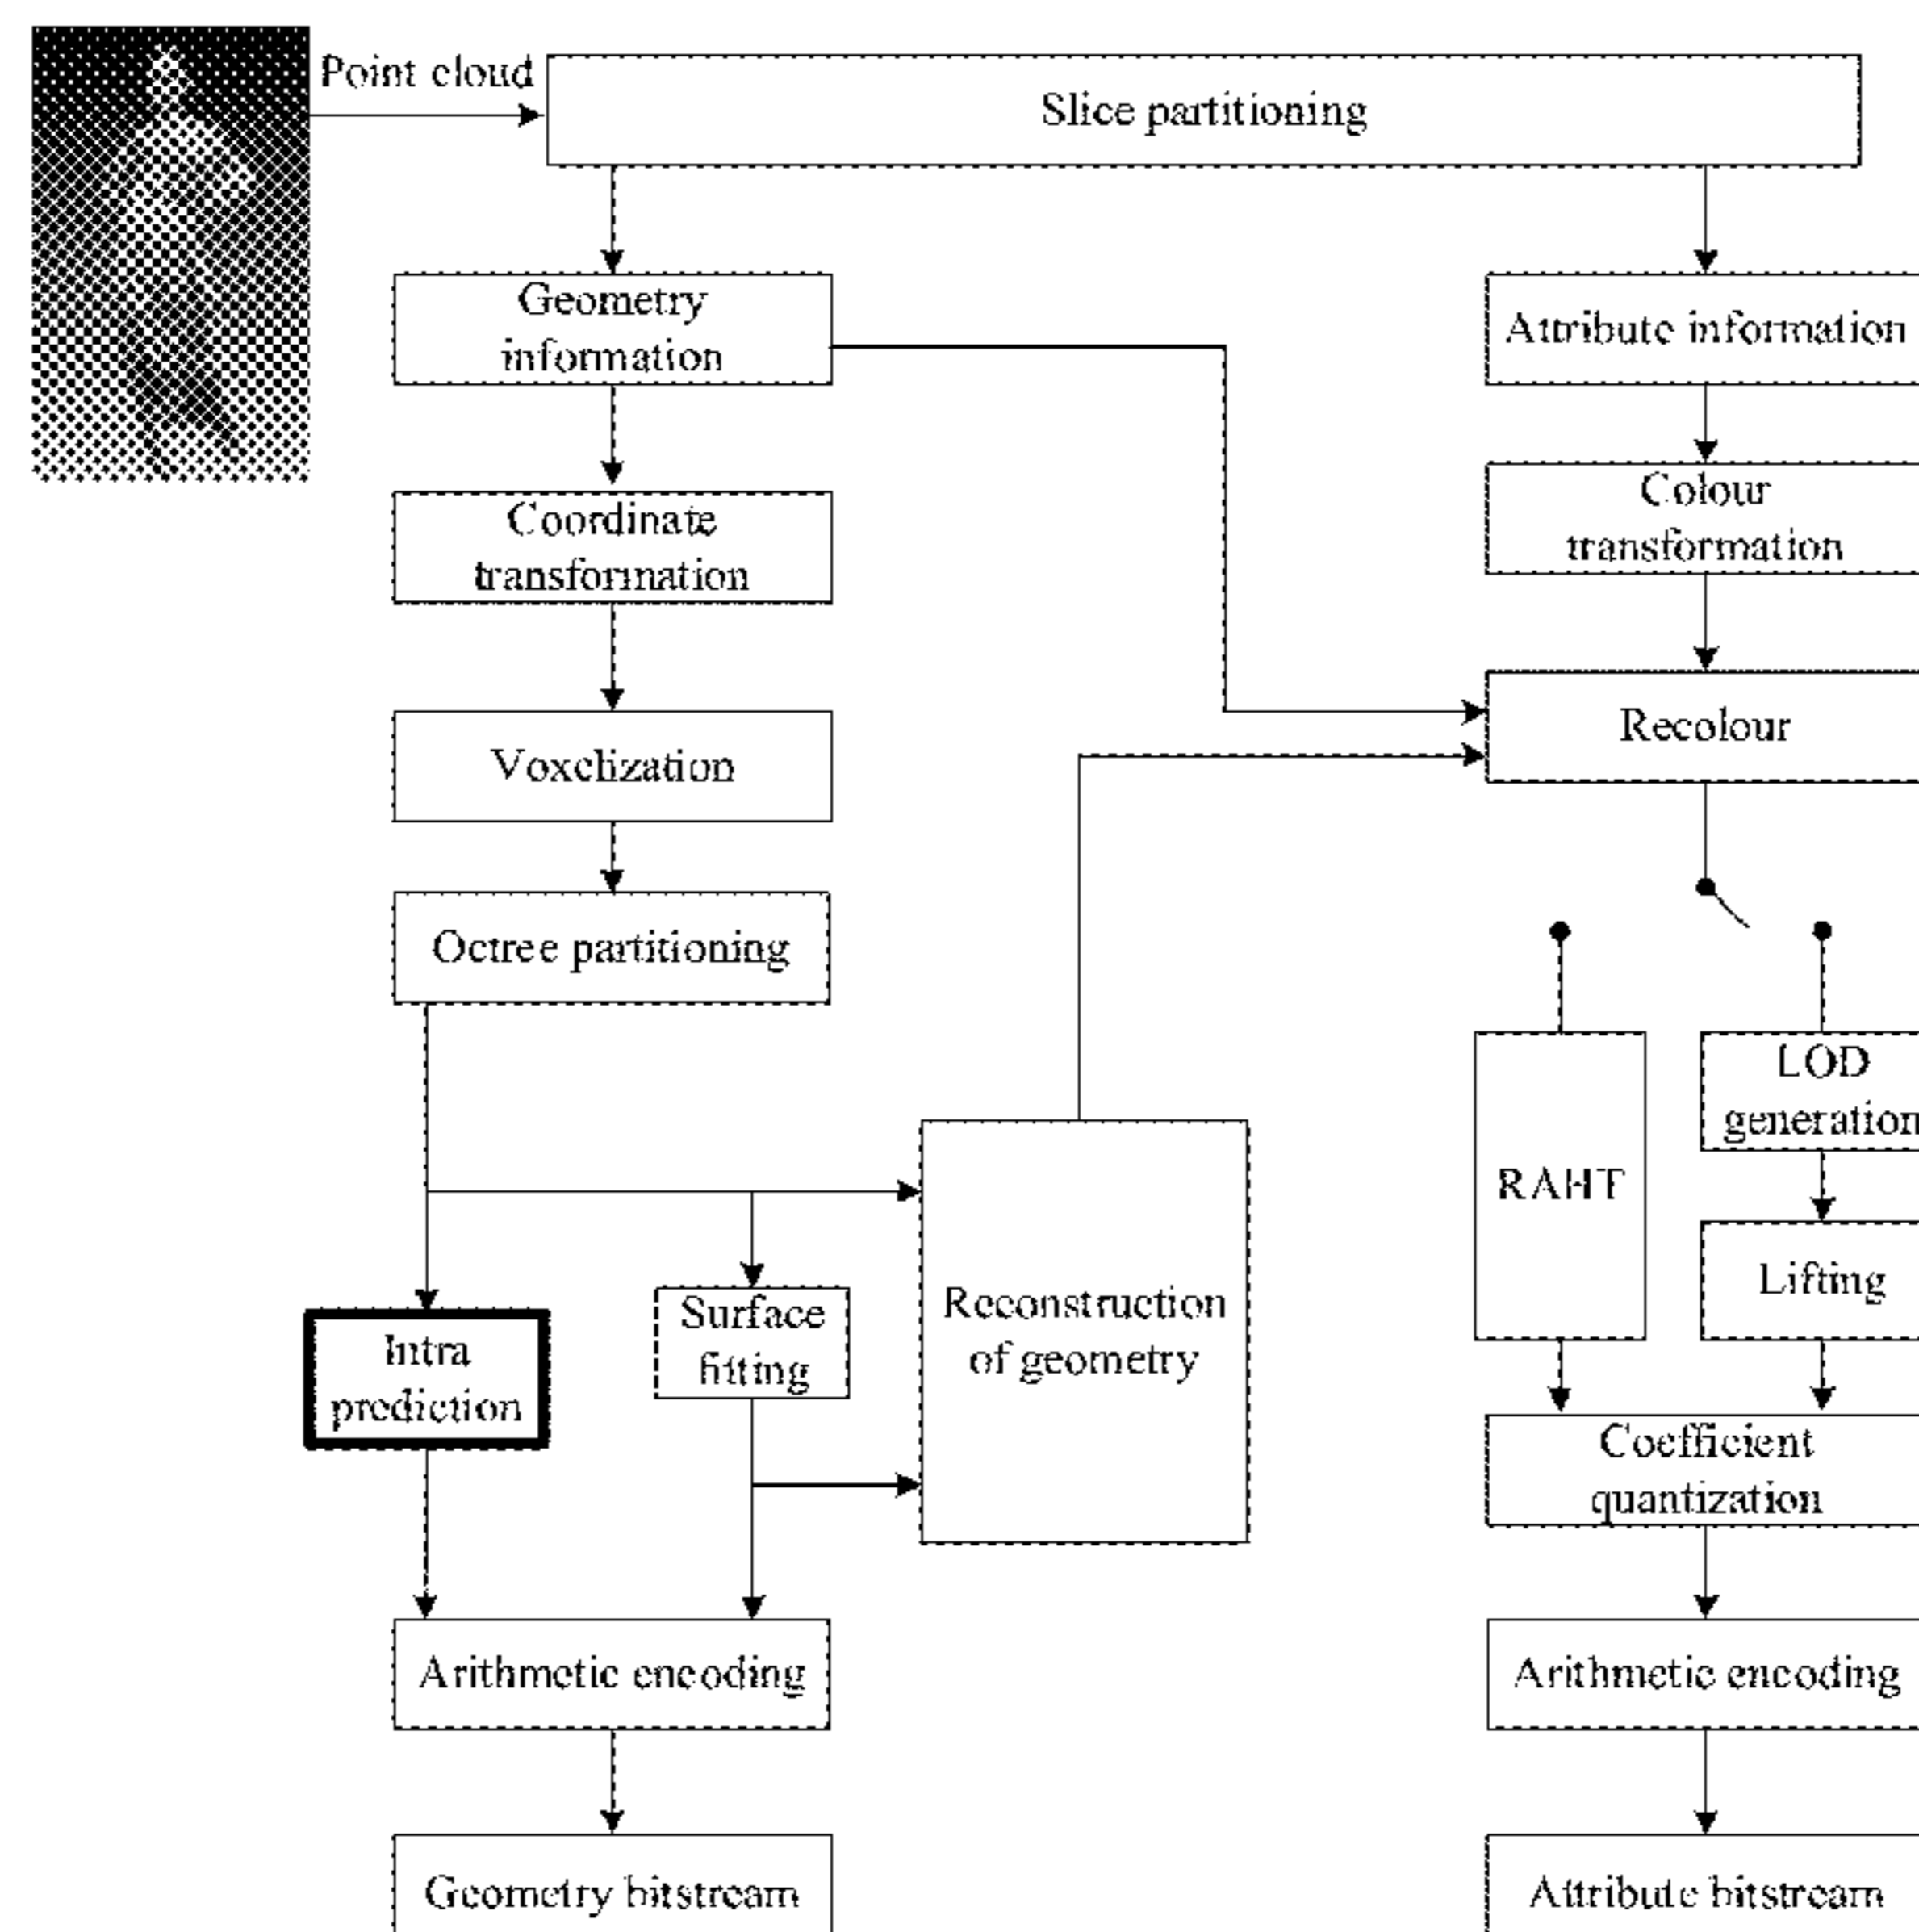 Point cloud
Slice partitioning
Geometry
information
Attribute information
Coordinate
transformation
Colour
transformation
Voxelization
Recolour
Octree partitioning
LOD
generation
RAHT
Lifting
Surface
fitting
Reconstruction
of geometry
Intra
prediction
Coefficient
quantization
Arithmetic encoding
Arithmetic encoding
Geometry bitstream
Attribute bitstream